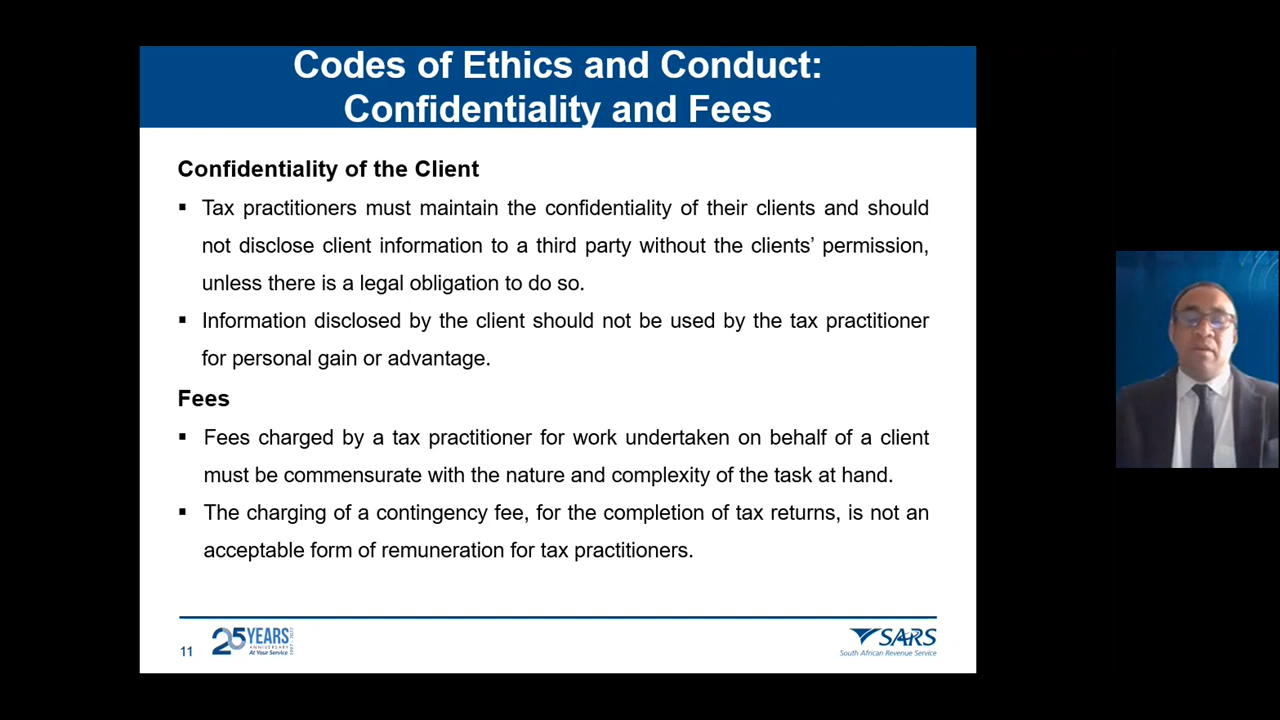 Codes of Ethics and Conduct:
Confidentiality and Fees
Confidentiality of the Client
▪ Tax practitioners must maintain the confidentiality of their clients and should
not disclose client information to a third party without the clients’ permission,
unless there is a legal obligation to do so.
▪ Information disclosed by the client should not be used by the tax practitioner
for personal gain or advantage.
Fees
▪ Fees charged by a tax practitioner for work undertaken on behalf of a client
must be commensurate with the nature and complexity of the task at hand.
▪ The charging of a contingency fee, for the completion of tax returns, is not an
acceptable form of remuneration for tax practitioners.
11
25 YEARS
ANNIVERSARY
At Your Service
SARS
South African Revenue Service